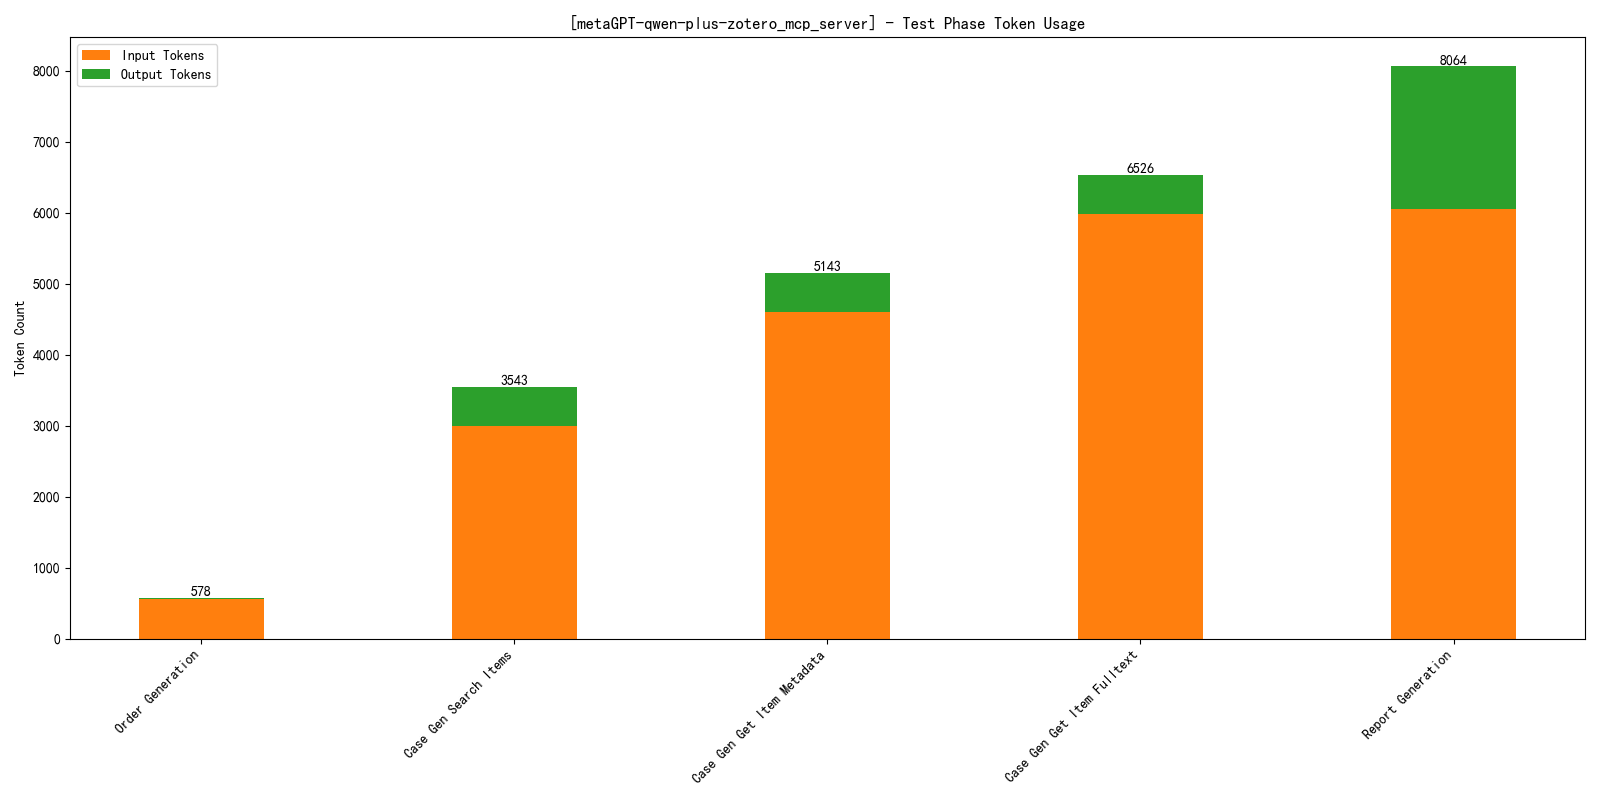 [metaGPT-qwen-plus-zotero_mcp_server] - Test Phase Token Usage
Input Tokens
Output Tokens
Token Count
8000
7000
6000
5000
4000
3000
2000
1000
0
578
3543
5143
6526
8064
Order Generation
Case Gen Search Items
Case Gen Get Item Metadata
Case Gen Get Item Fulltext
Report Generation